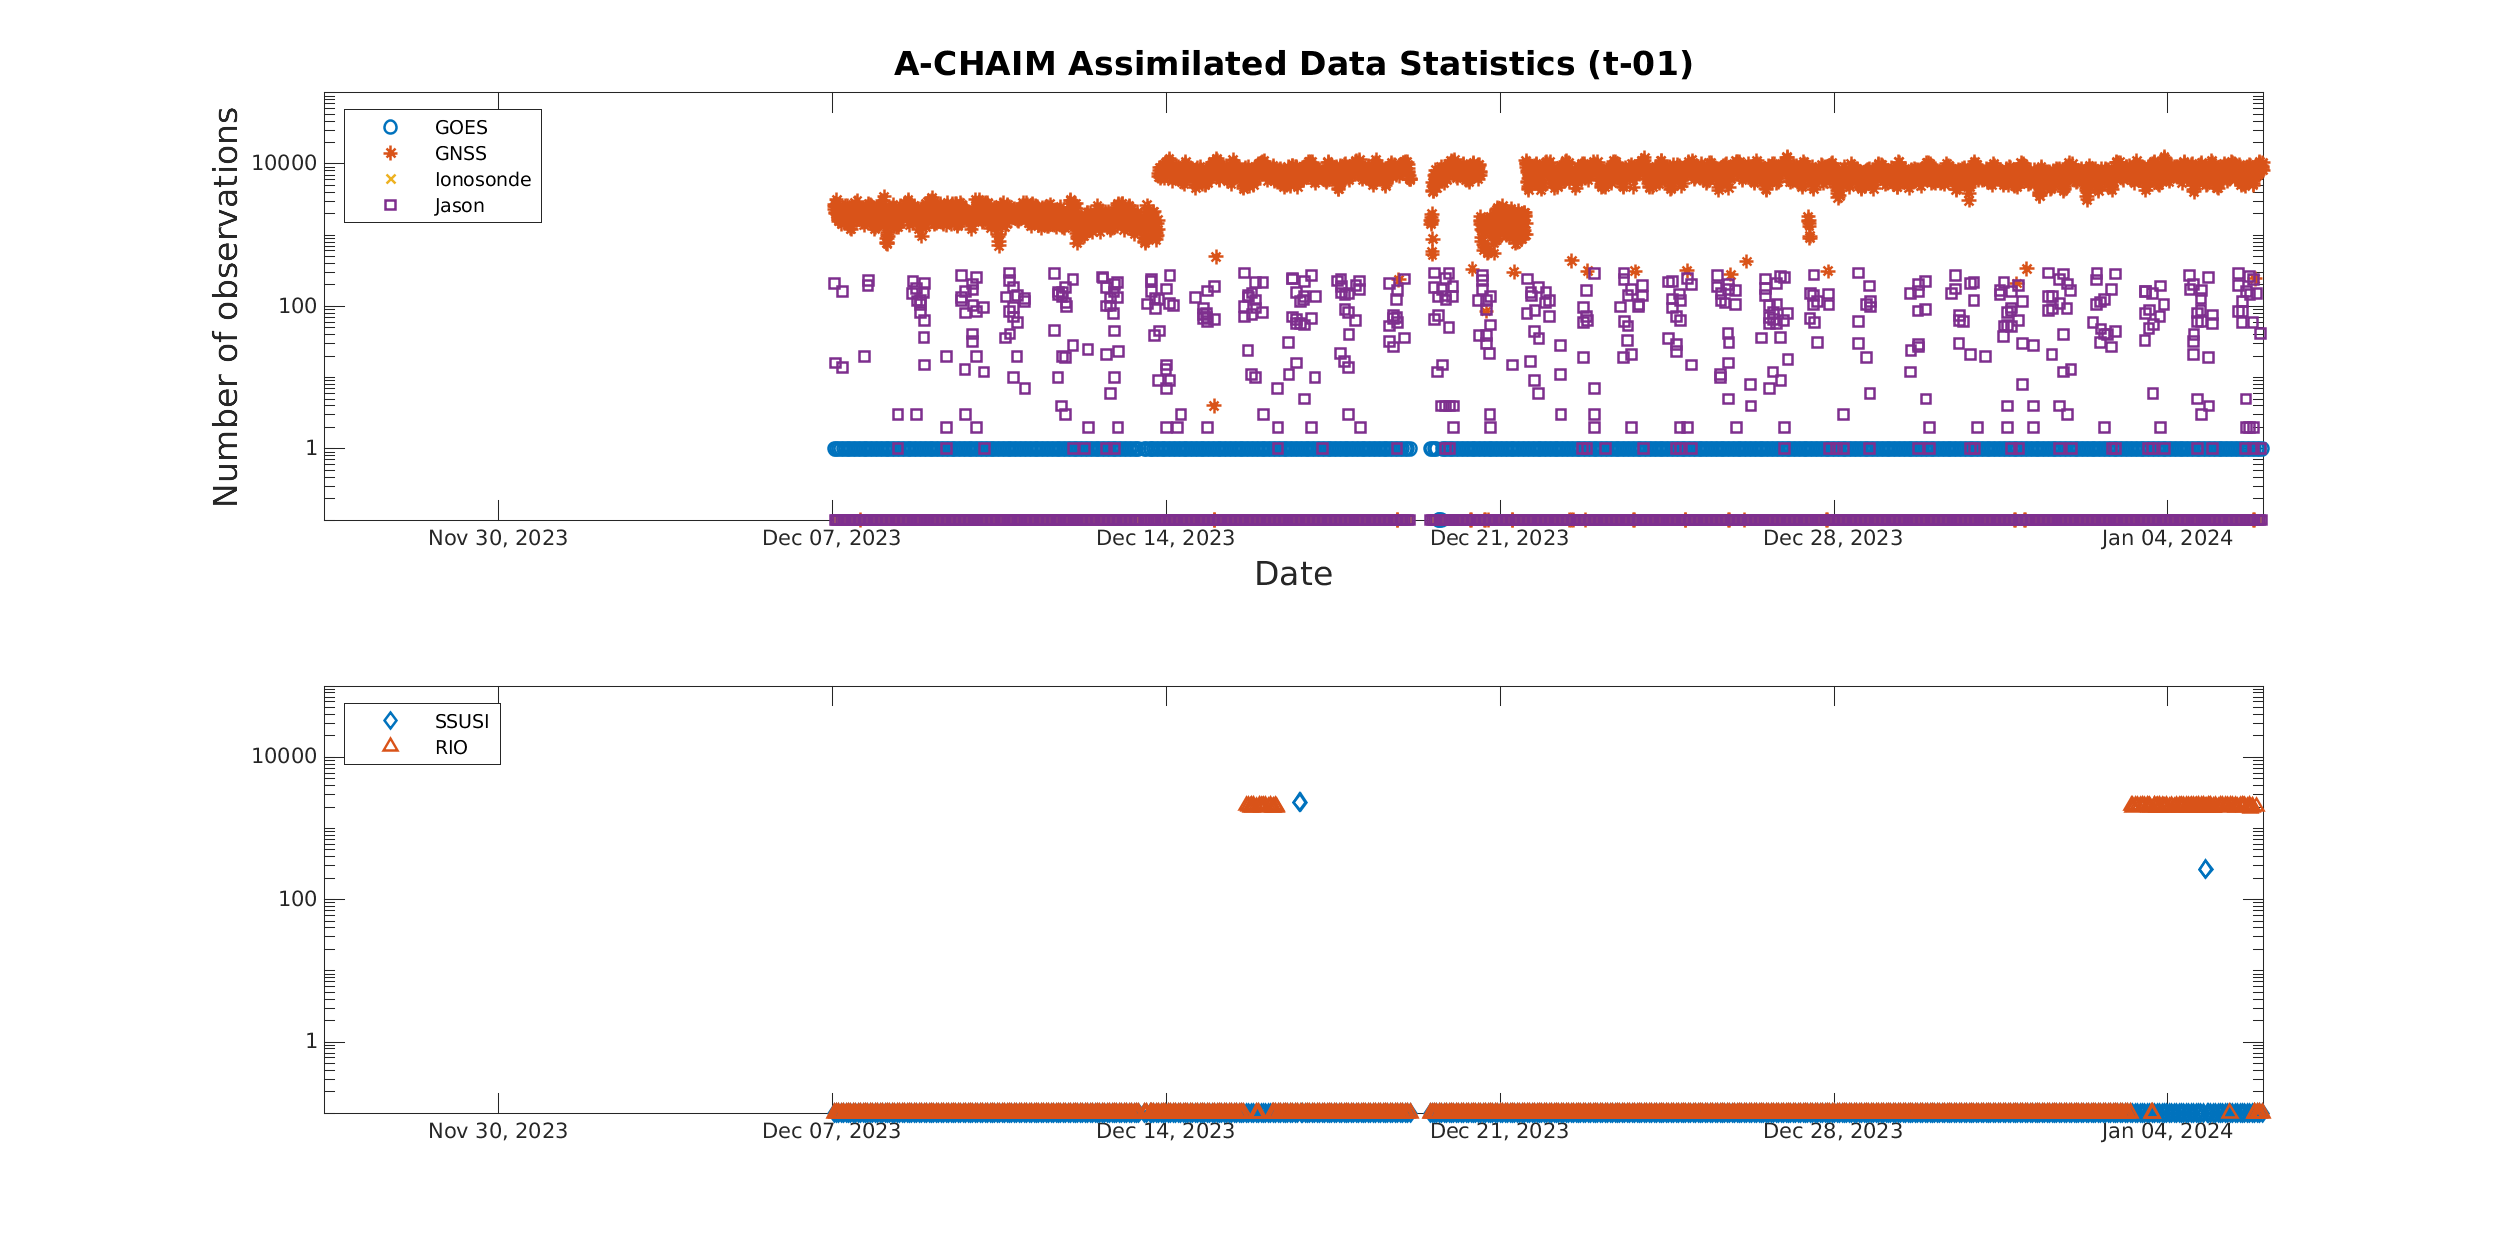 A-CHAIM Assimilated Data Statistics (t-01)
Number of observations
10000
100
1
GOES
GNSS
Ionosonde
Jason
Nov 30, 2023
Dec 07, 2023
Dec 14, 2023
Dec 21, 2023
Dec 28, 2023
Jan 04, 2024
Date
10000
100
1
SSUSI
RIO
Nov 30, 2023
Dec 07, 2023
Dec 14, 2023
Dec 21, 2023
Dec 28, 2023
Jan 04, 2024